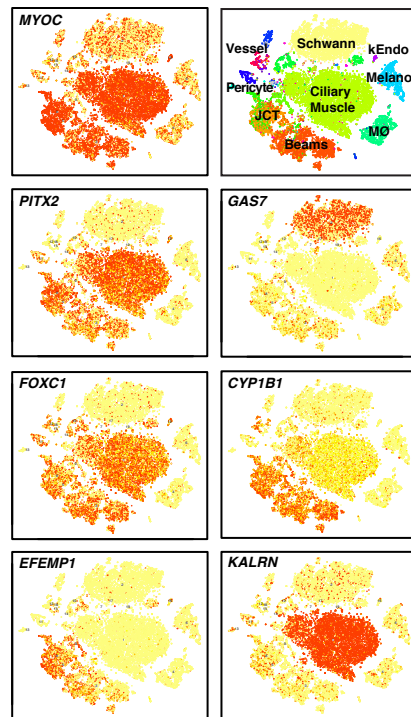 MYOC
Vessel
Schwann
kEndo
Melano
Pericyte
Ciliary
Muscle
JCT
MØ
Beams
PITX2
GAS7
FOXC1
CYP1B1
EFEMP1
KALRN